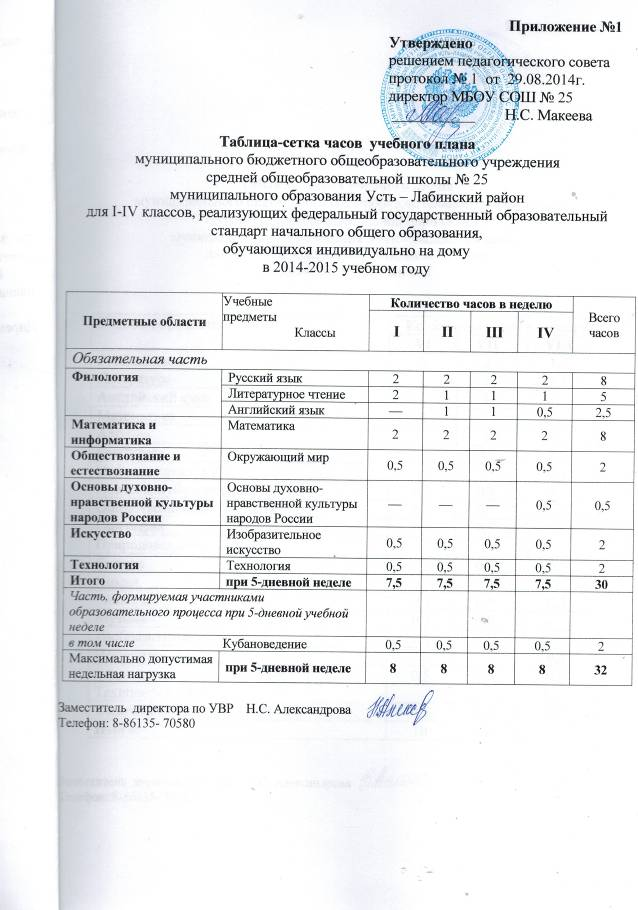 Приложение №1
Утверждено
решением педагогического совета
протокол № 1 от 29.08.2014г.
директор МБОУ СОШ № 25
Н.С. Макеева
Таблица-сетка часов учебного плана
муниципального бюджетного общеобразовательного учреждения
средней общеобразовательной школы № 25
муниципального образования Усть – Лабинский район
для I-IV классов, реализующих федеральный государственный образовательный
стандарт начального общего образования,
обучающихся индивидуально на дому
в 2014-2015 учебном году
Предметные области Учебные предметы Классы Количество часов в неделю Всего часов
I II III IV
Обязательная часть
Филология Русский язык 2 2 2 2 8
Литературное чтение 2 1 1 1 5
Английский язык — 1 1 0,5 2,5
Математика и
информатика Математика 2 2 2 2 8
Обществознание и
естествознание Окружающий мир 0,5 0,5 0,5 0,5 2
Основы духовно-
нравственной культуры
народов России
Основы духовно-
нравственной культуры
народов России — — — 0,5 0,5
Искусство Изобразительное
искусство 0,5 0,5 0,5 0,5 2
Технология Технология 0,5 0,5 0,5 0,5 2
Итого при 5-дневной неделе 7,5 7,5 7,5 7,5 30
Часть, формируемая участниками
образовательного процесса при 5-дневной учебной
неделе
в том числе Кубановедение 0,5 0,5 0,5 0,5 2
Максимально допустимая
недельная нагрузка при 5-дневной неделе 8 8 8 8 32
Заместитель директора по УВР Н.С. Александрова
Телефон: 8-86135- 70580